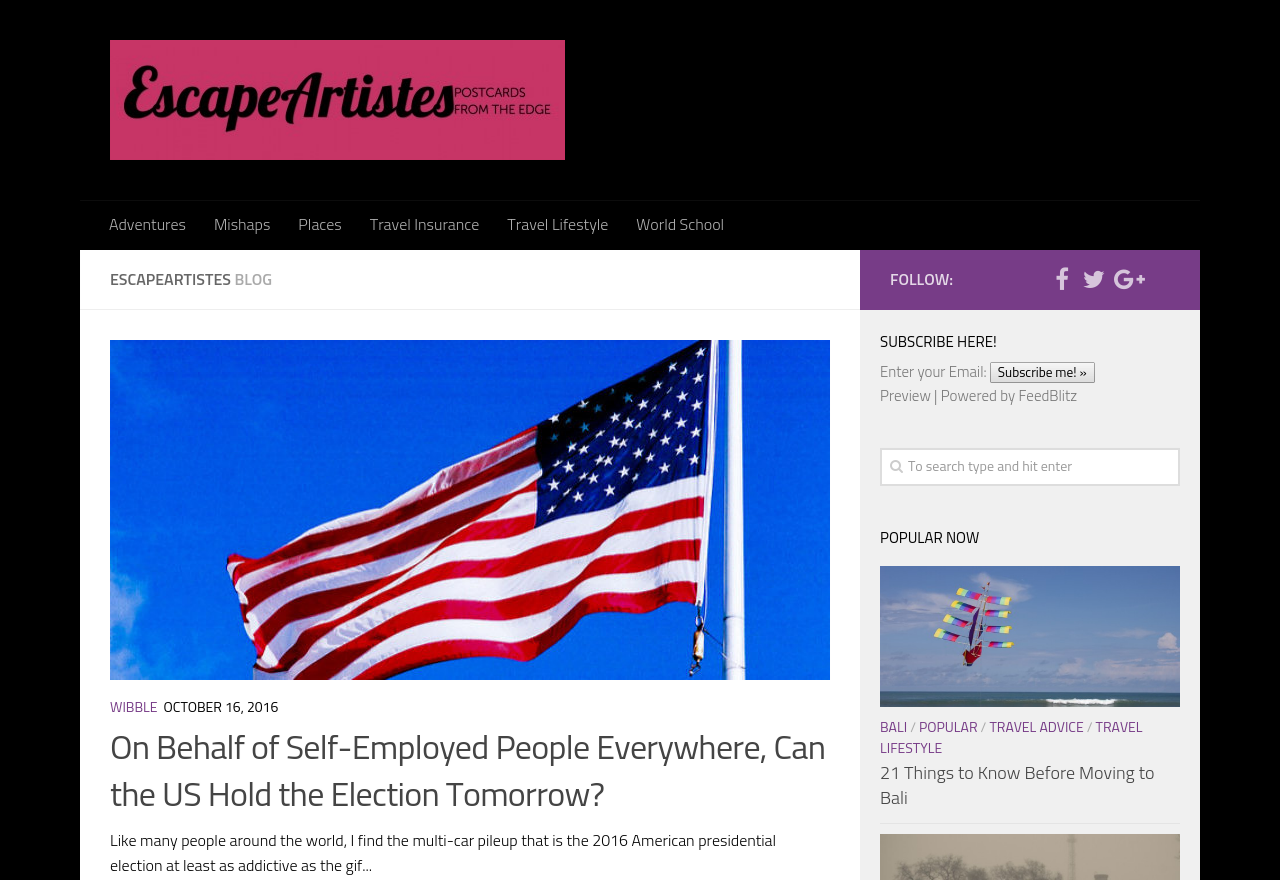 EscapeArtistes POSTCARDS
FROM THE EDGE
Adventures Mishaps Places Travel Insurance Travel Lifestyle World School
ESCAPEARTISTES BLOG
FOLLOW:
WIBBLE OCTOBER 16, 2016
On Behalf of Self-Employed People Everywhere, Can
the US Hold the Election Tomorrow?
Like many people around the world, I find the multi-car pileup that is the 2016 American presidential
election at least as addictive as the gif...
SUBSCRIBE HERE!
Enter your Email: Subscribe me! »
Preview | Powered by FeedBlitz
To search type and hit enter
POPULAR NOW
BALI / POPULAR / TRAVEL ADVICE / TRAVEL
LIFESTYLE
21 Things to Know Before Moving to
Bali